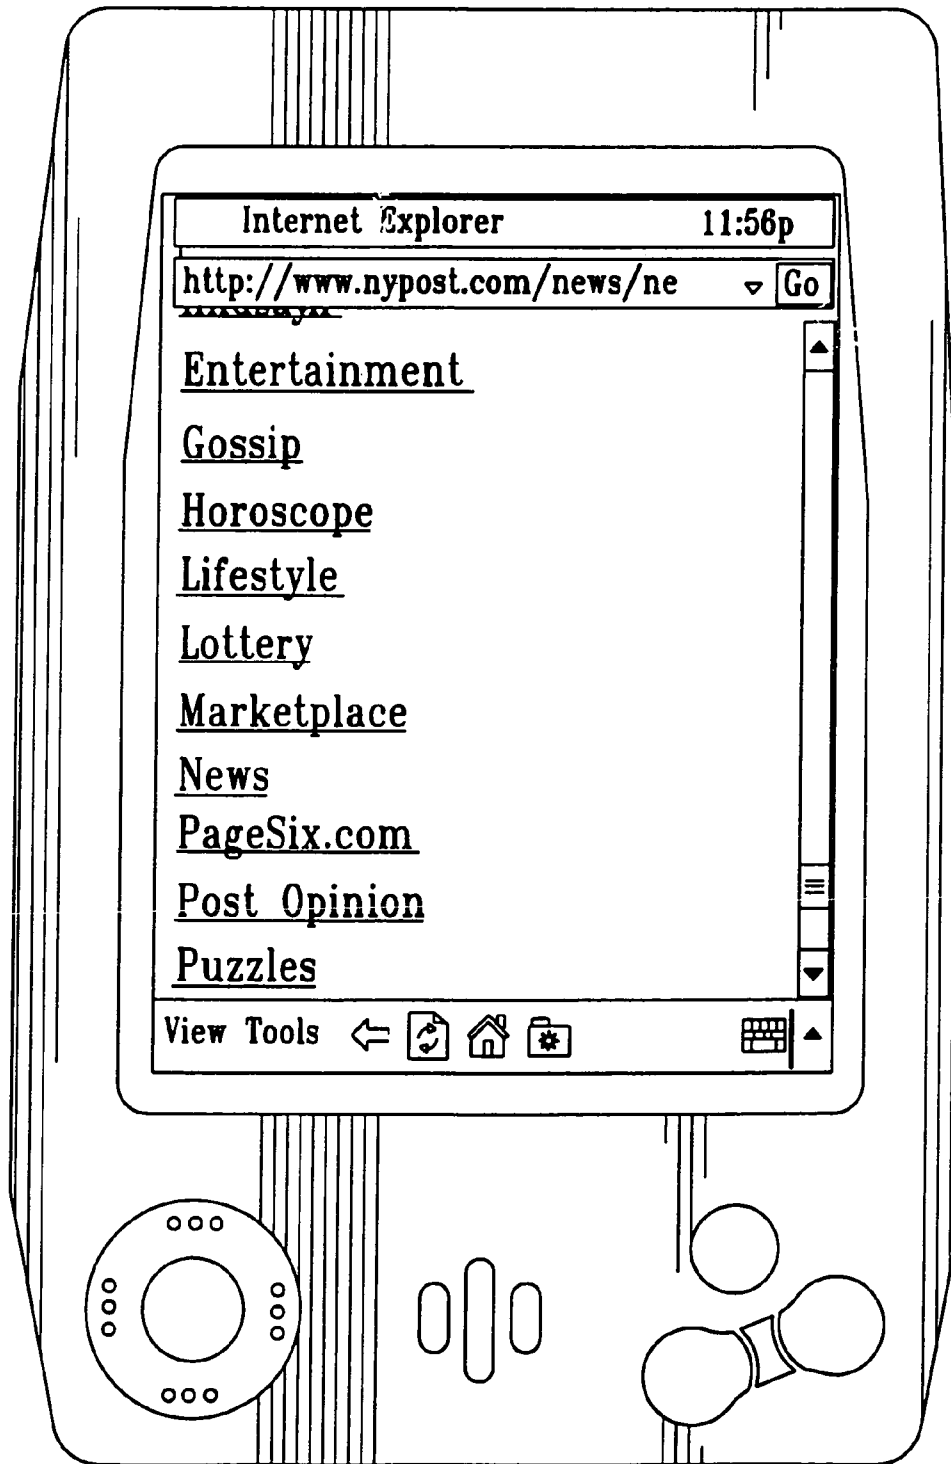 Internet Explorer 11:56p
http://www.nypost.com/news/ne Go
Entertainment
Gossip
Horoscope
Lifestyle
Lottery
Marketplace
News
PageSix.com
Post Opinion
Puzzles
View Tools